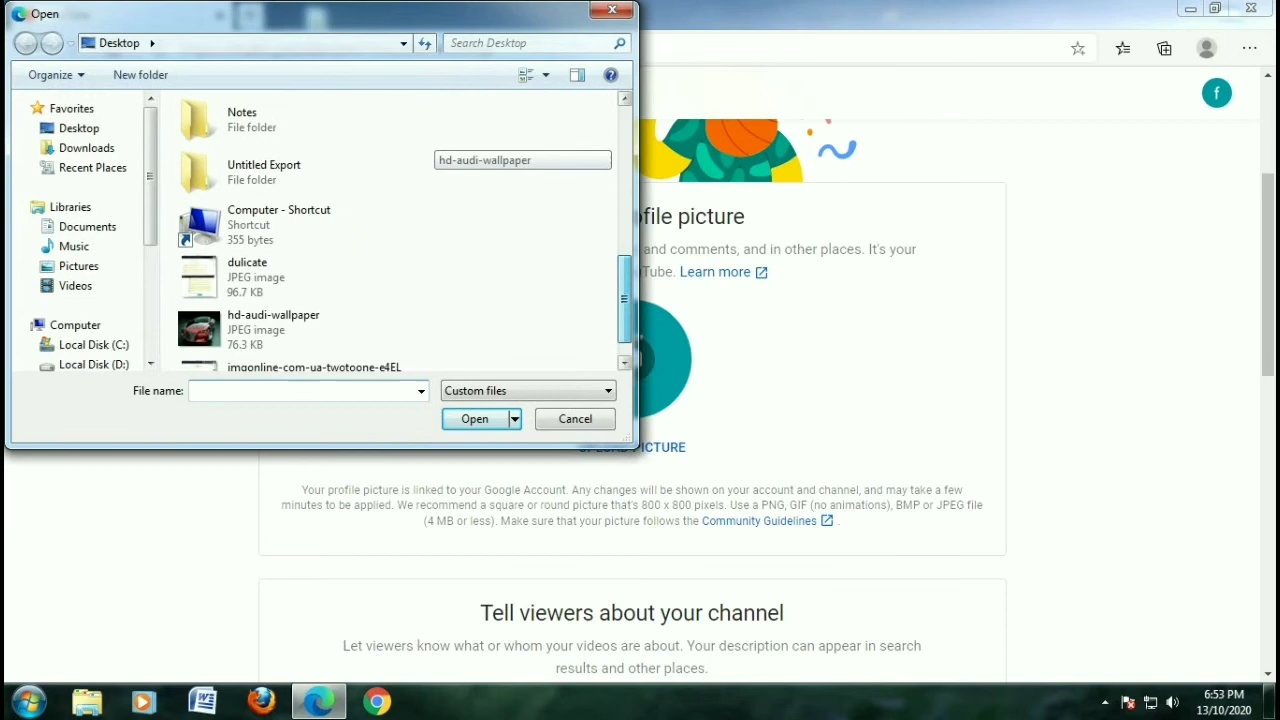 Open
Desktop
Search Desktop
Organize
New folder
Favorites
Desktop
Downloads
Recent Places
Libraries
Documents
Music
Pictures
Videos
Computer
Local Disk (C:)
Local Disk (D:)
Notes
File folder
Untitled Export
File folder
hd-audi-wallpaper
Computer - Shortcut
Shortcut
355 bytes
dulicate
JPEG image
96.7 KB
hd-audi-wallpaper
JPEG image
76.3 KB
imgonline-com-ua-twotoone-e4EL
File name:
Custom files
Open
Cancel
f
file picture
and comments, and in other places. It's your
Tube. Learn more
UPLOAD PICTURE
Your profile picture is linked to your Google Account. Any changes will be shown on your account and channel, and may take a few
minutes to be applied. We recommend a square or round picture that's 800 x 800 pixels. Use a PNG, GIF (no animations), BMP or JPEG file
(4 MB or less). Make sure that your picture follows the Community Guidelines .
Tell viewers about your channel
Let viewers know what or whom your videos are about. Your description can appear in search
results and other places.
6:53 PM
13/10/2020